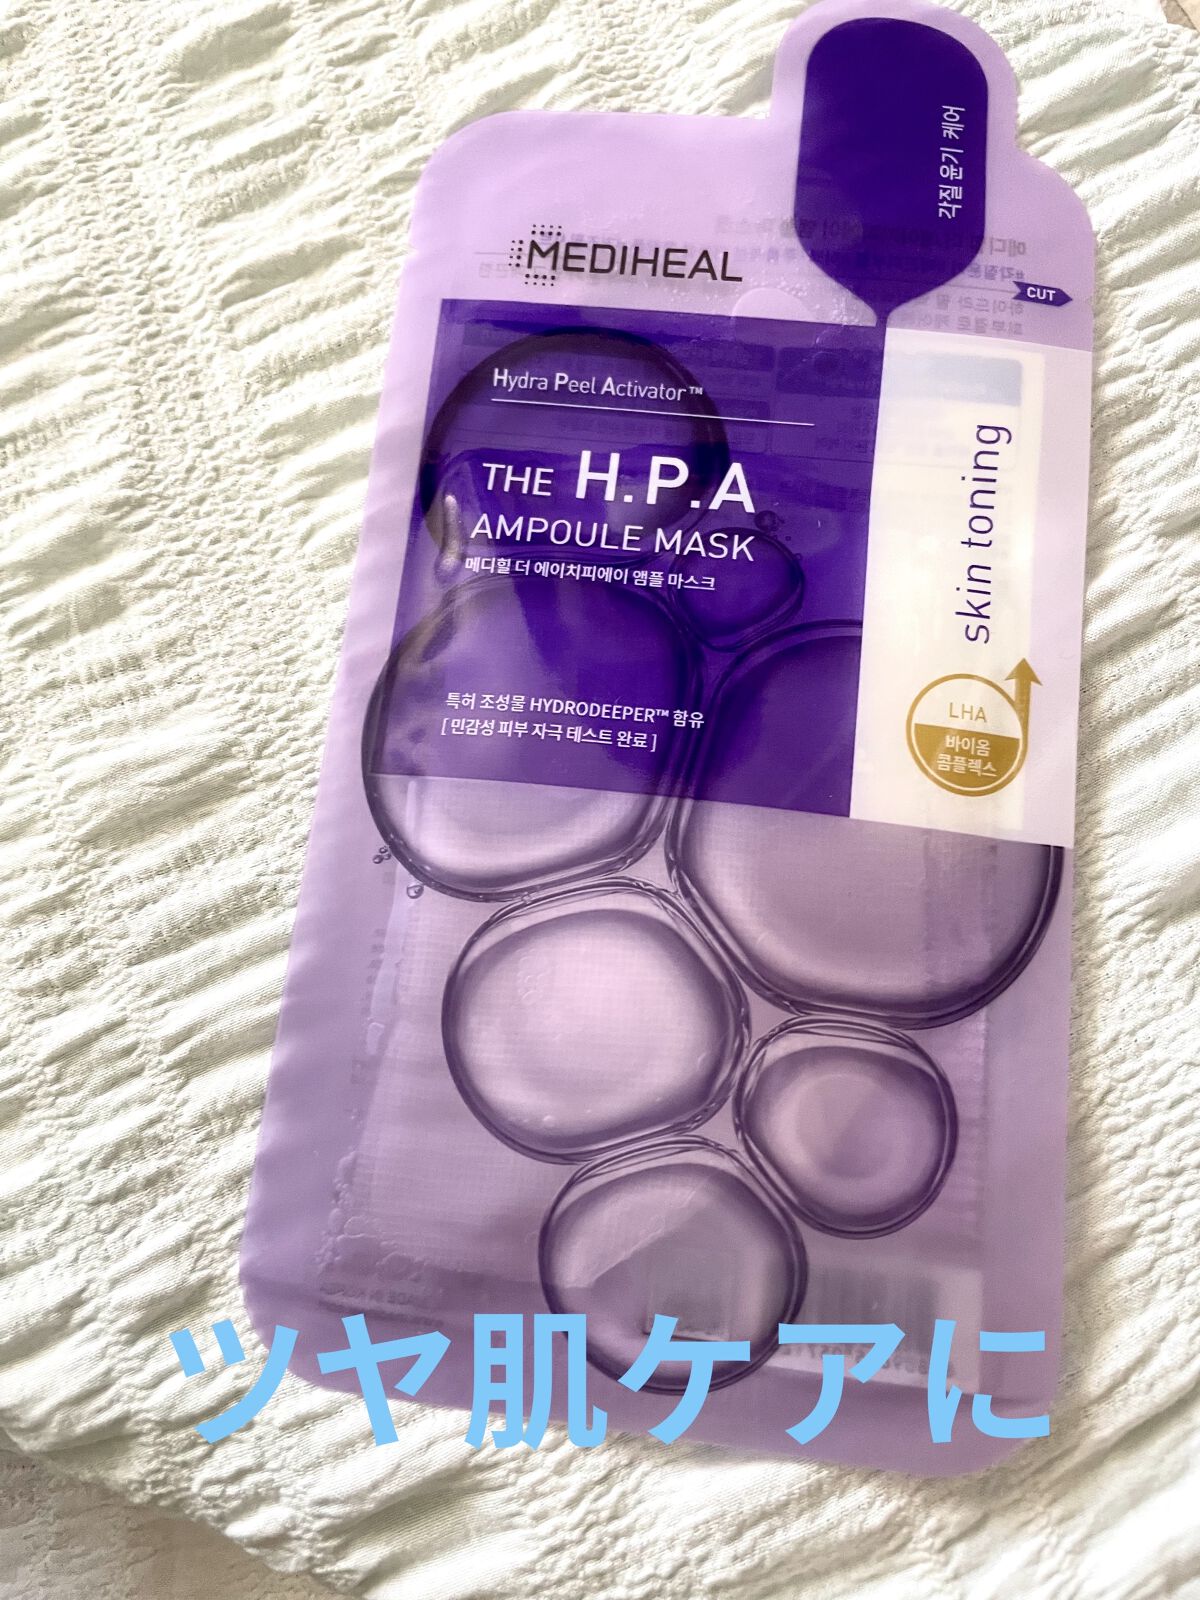 각질 윤기 케어
MEDIHEAL
CUT
Hydra Peel Activator™
THE H.P.A
AMPOULE MASK
메디힐 더 에이치피에이 앰플 마스크
skin toning
특허 조성물 HYDRODEEPER™ 함유
[ 민감성 피부 자극 테스트 완료 ]
LHA
바이옴
콤플렉스
ツヤ肌ケアに